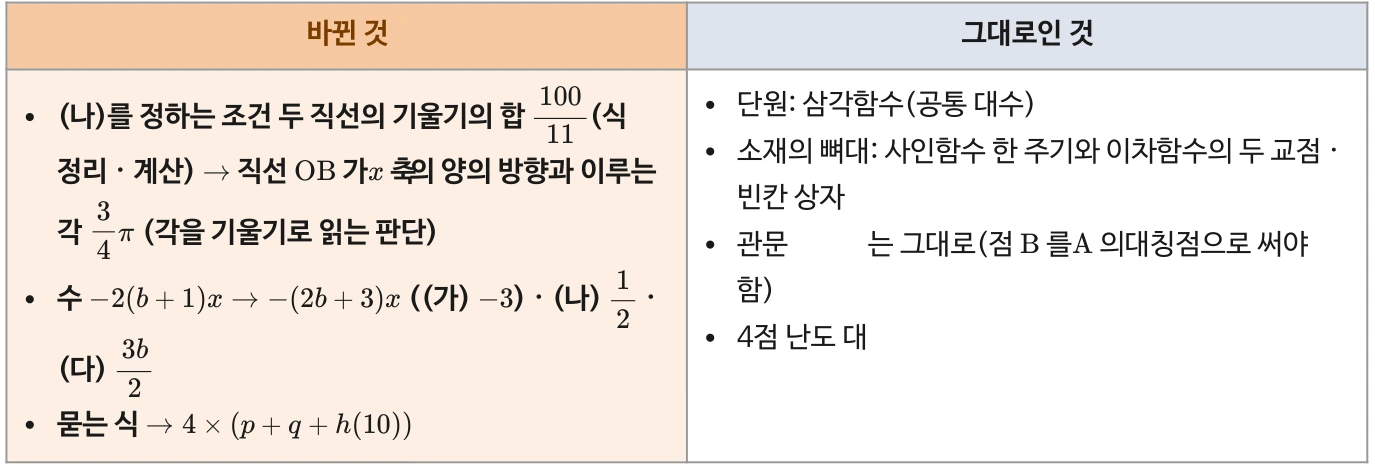 바뀐 것
• (나)를 정하는 조건 두 직선의 기울기의 합 100/11 (식
정리 · 계산) → 직선 OB 가x 축의 양의 방향과 이루는
각 3/4 π (각을 기울기로 읽는 판단)
• 수 −2(b + 1)x → −(2b + 3)x ((가) −3) · (나) 1/2 ·
(다) 3b/2
• 묻는 식 → 4 × (p + q + h(10))
그대로인 것
• 단원: 삼각함수(공통 대수)
• 소재의 뼈대: 사인함수 한 주기와 이차함수의 두 교점 ·
빈칸 상자
• 관문 는 그대로(점 B 를A 의대칭점으로 써야
함)
• 4점 난도 대